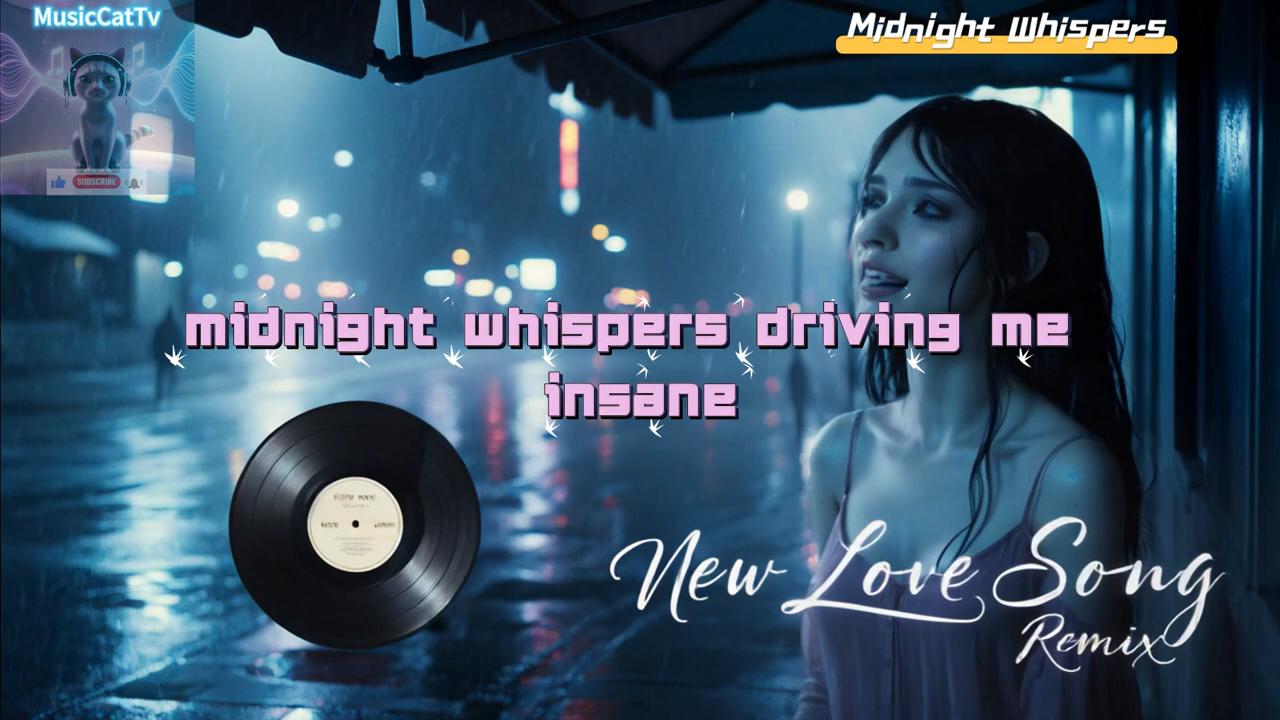 MusicCatTv
SUBSCRIBE
Midnight Whispers
midnight whispers driving me
insane
New Love Song
Remix